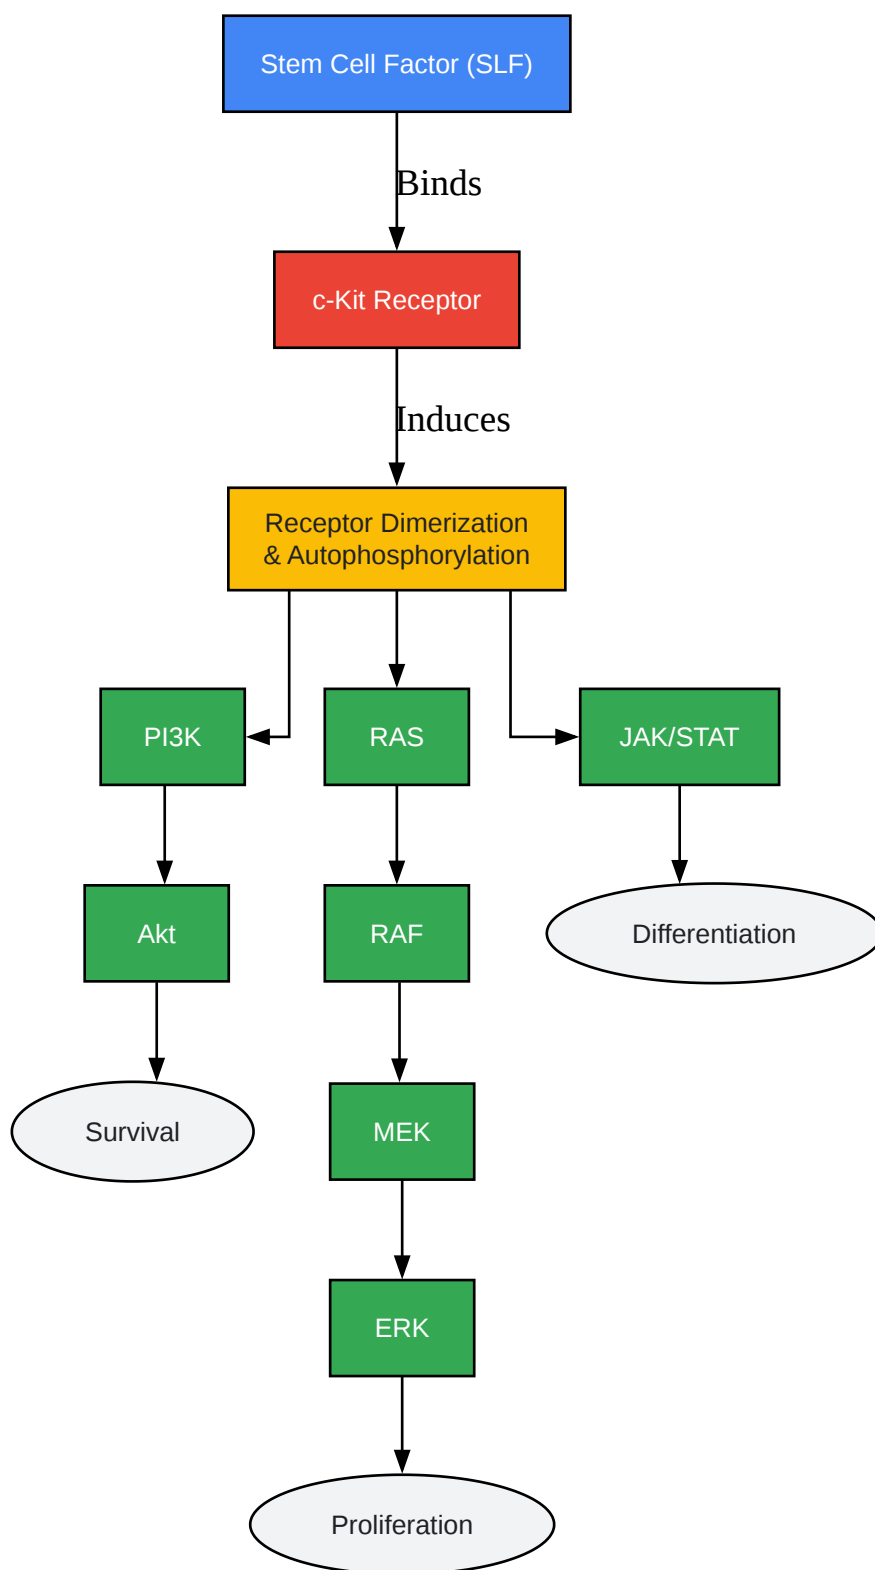 Stem Cell Factor (SLF)
Binds
c-Kit Receptor
Induces
Receptor Dimerization
& Autophosphorylation
PI3K
RAS
JAK/STAT
Akt
RAF
Differentiation
Survival
MEK
ERK
Proliferation